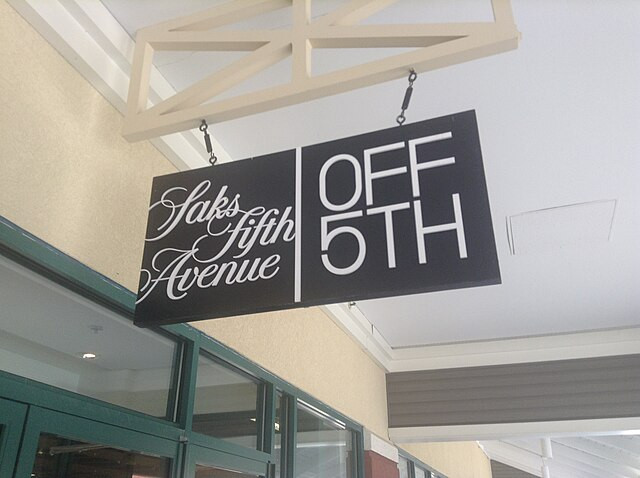 Saks
Fifth
Avenue
OFF
5TH